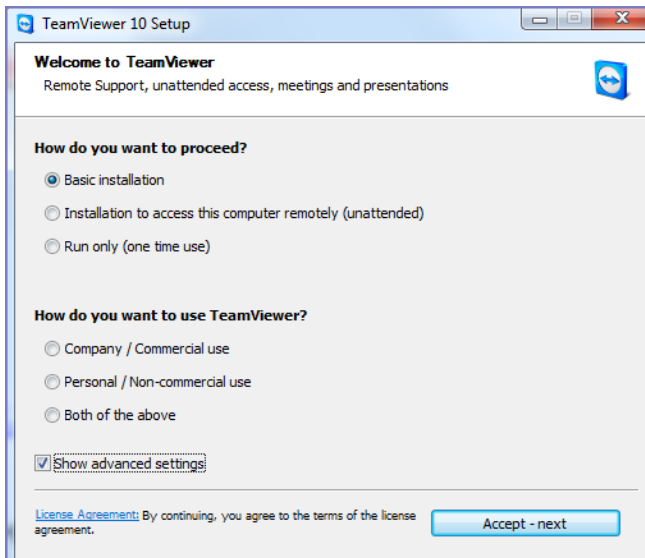 TeamViewer 10 Setup
Welcome to TeamViewer
Remote Support, unattended access, meetings and presentations
How do you want to proceed?
Basic installation
Installation to access this computer remotely (unattended)
Run only (one time use)
How do you want to use TeamViewer?
Company / Commercial use
Personal / Non-commercial use
Both of the above
Show advanced settings
License Agreement: By continuing, you agree to the terms of the license
agreement.
Accept - next